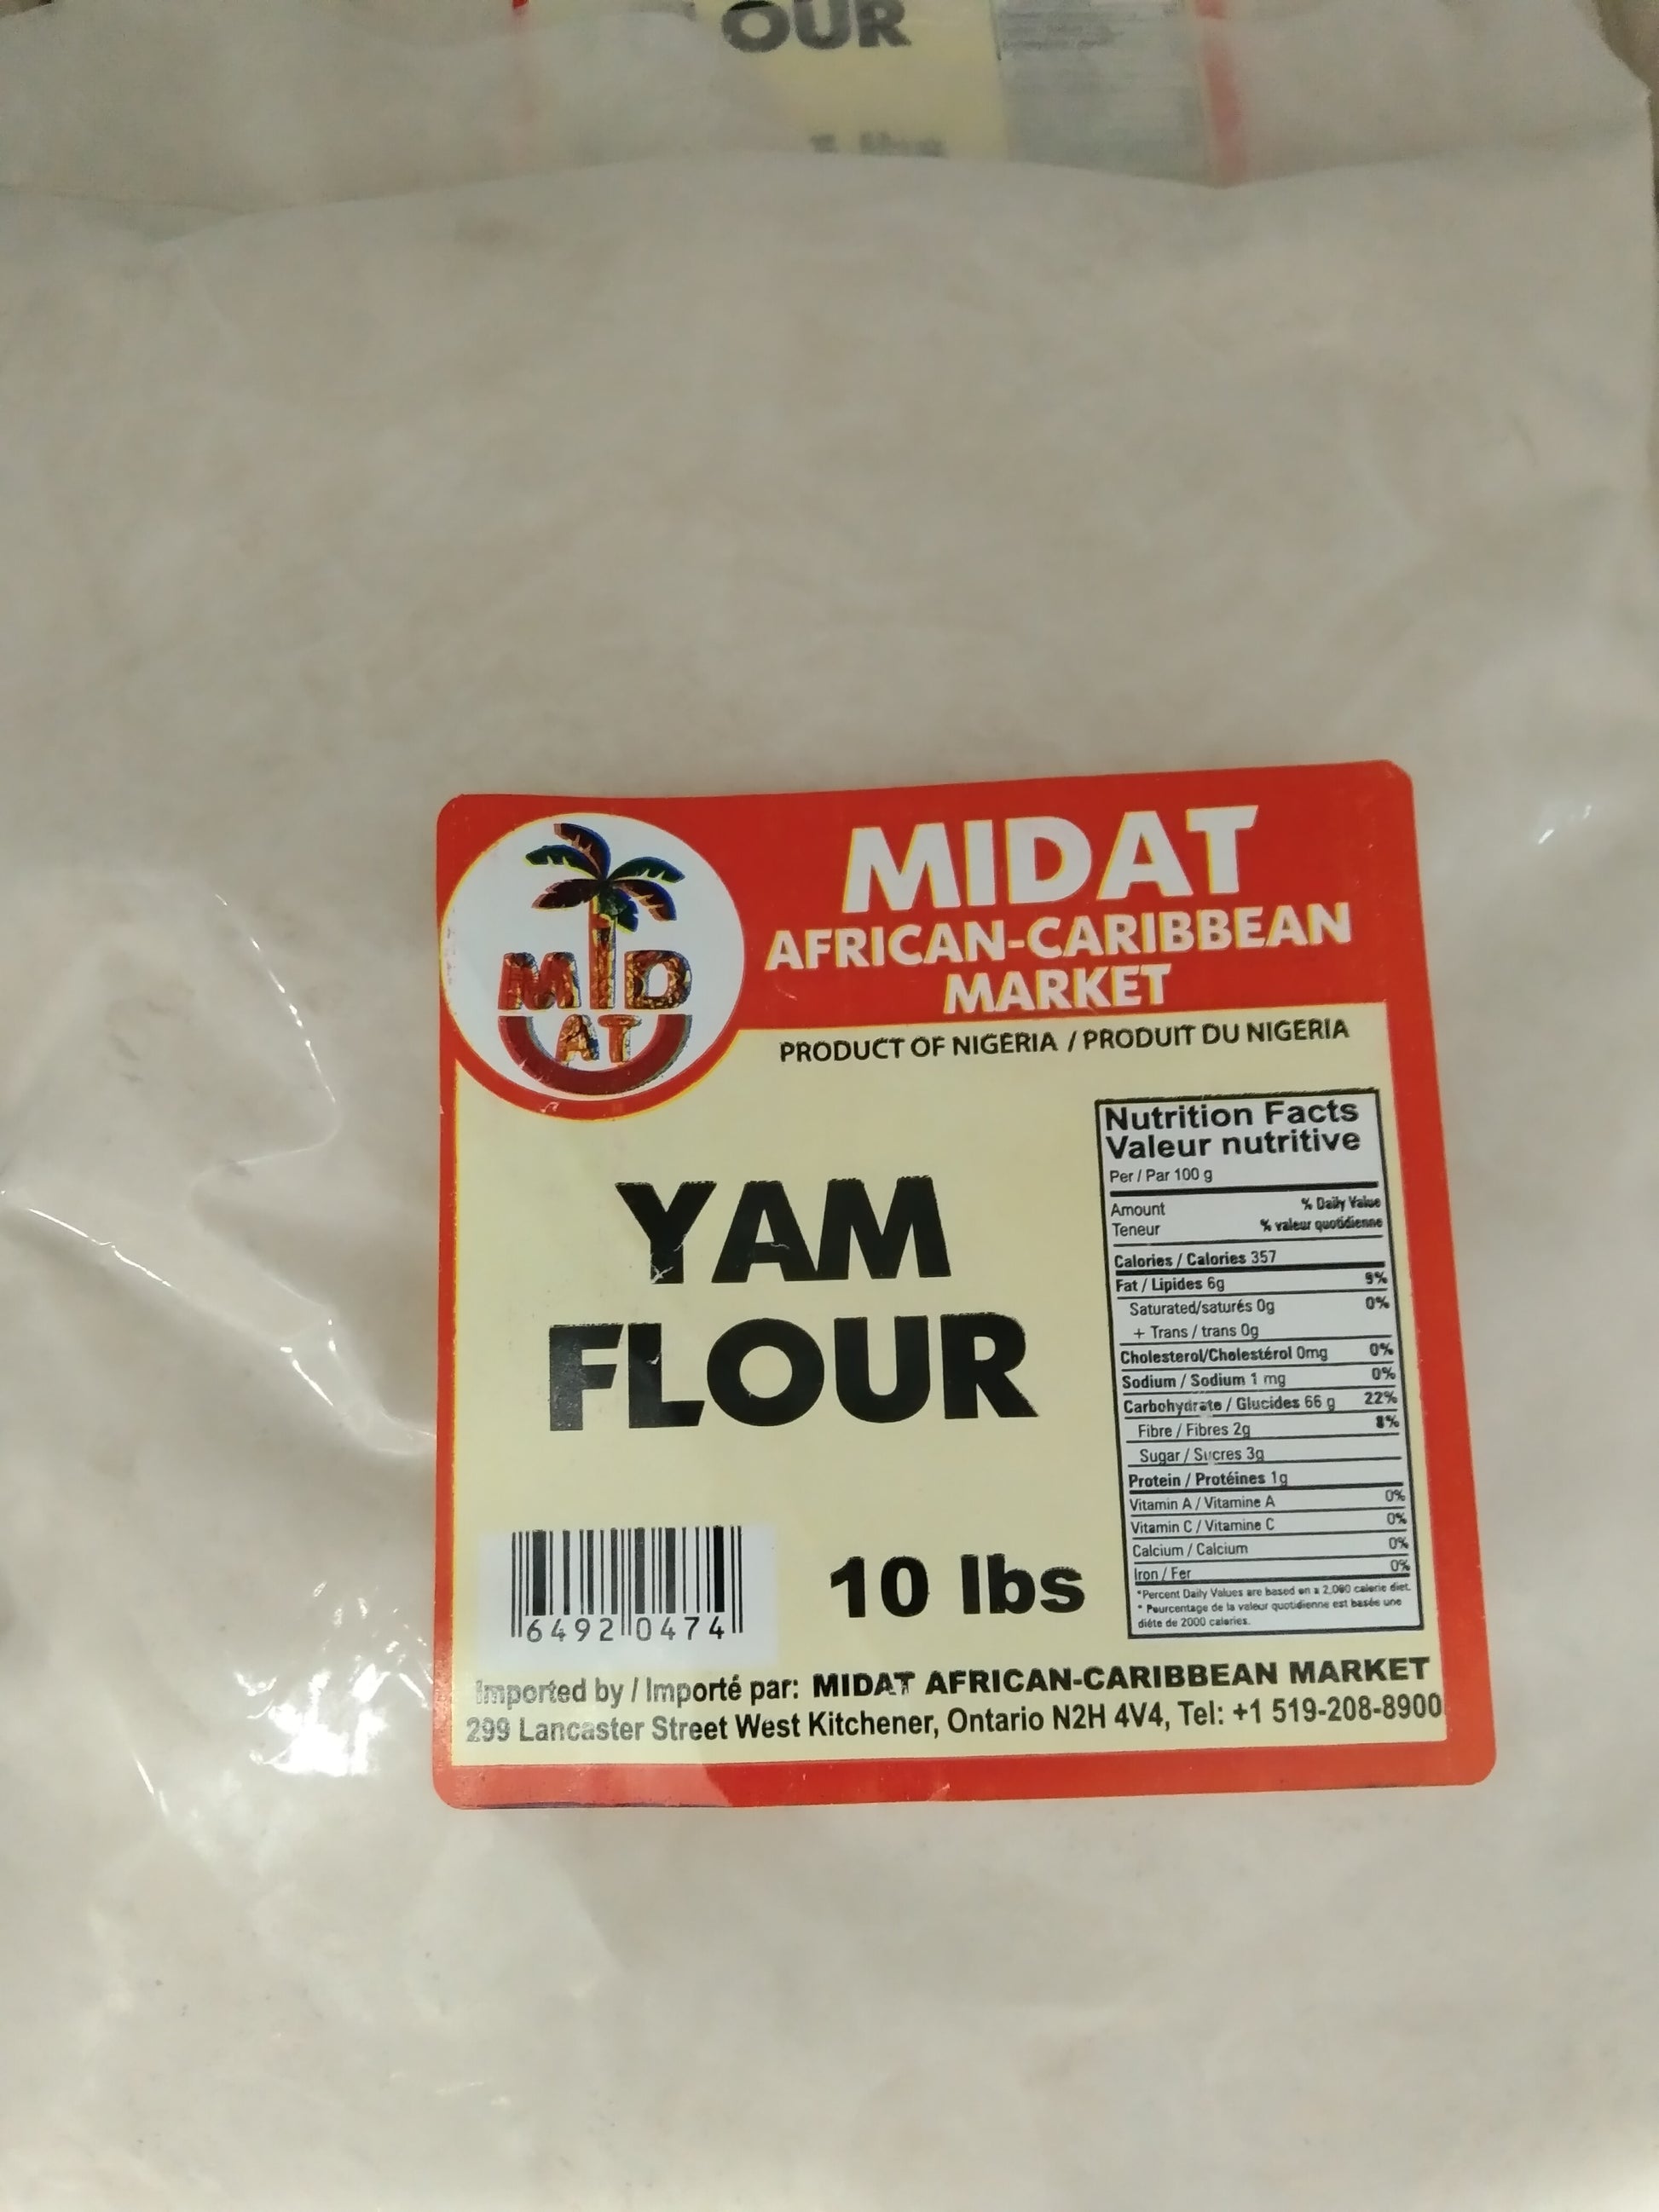 OUR
MID
AT
MIDAT
AFRICAN-CARIBBEAN
MARKET
PRODUCT OF NIGERIA / PRODUIT DU NIGERIA
YAM
FLOUR
Nutrition Facts
Valeur nutritive
Per / Par 100 g
Amount % Daily Value
Teneur % valeur quotidienne
Calories / Calories 357
Fat / Lipides 6g 9%
Saturated/saturés 0g 0%
+ Trans / trans 0g
Cholesterol/Cholestérol 0mg 0%
Sodium / Sodium 1 mg 0%
Carbohydrate / Glucides 66 g 22%
Fibre / Fibres 2g 8%
Sugar / Sucres 3g
Protein / Protéines 1g
Vitamin A / Vitamine A 0%
Vitamin C / Vitamine C 0%
Calcium / Calcium 0%
Iron / Fer 0%
*Percent Daily Values are based on a 2,000 calorie diet.
* Pourcentage de la valeur quotidienne est basée une
diéte de 2000 calories.
10 lbs
6492 0474
Imported by / Importé par: MIDAT AFRICAN-CARIBBEAN MARKET
299 Lancaster Street West Kitchener, Ontario N2H 4V4, Tel: +1 519-208-8900